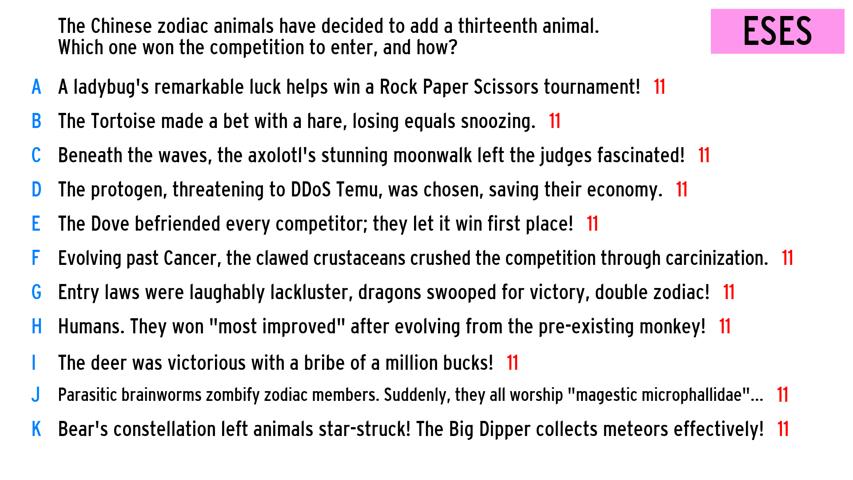 The Chinese zodiac animals have decided to add a thirteenth animal.
Which one won the competition to enter, and how?
ESES
A A ladybug's remarkable luck helps win a Rock Paper Scissors tournament! 11
B The Tortoise made a bet with a hare, losing equals snoozing. 11
C Beneath the waves, the axolotl's stunning moonwalk left the judges fascinated! 11
D The protogen, threatening to DDoS Temu, was chosen, saving their economy. 11
E The Dove befriended every competitor; they let it win first place! 11
F Evolving past Cancer, the clawed crustaceans crushed the competition through carcinization. 11
G Entry laws were laughably lackluster, dragons swooped for victory, double zodiac! 11
H Humans. They won "most improved" after evolving from the pre-existing monkey! 11
I The deer was victorious with a bribe of a million bucks! 11
J Parasitic brainworms zombify zodiac members. Suddenly, they all worship "magestic microphallidae"... 11
K Bear's constellation left animals star-struck! The Big Dipper collects meteors effectively! 11